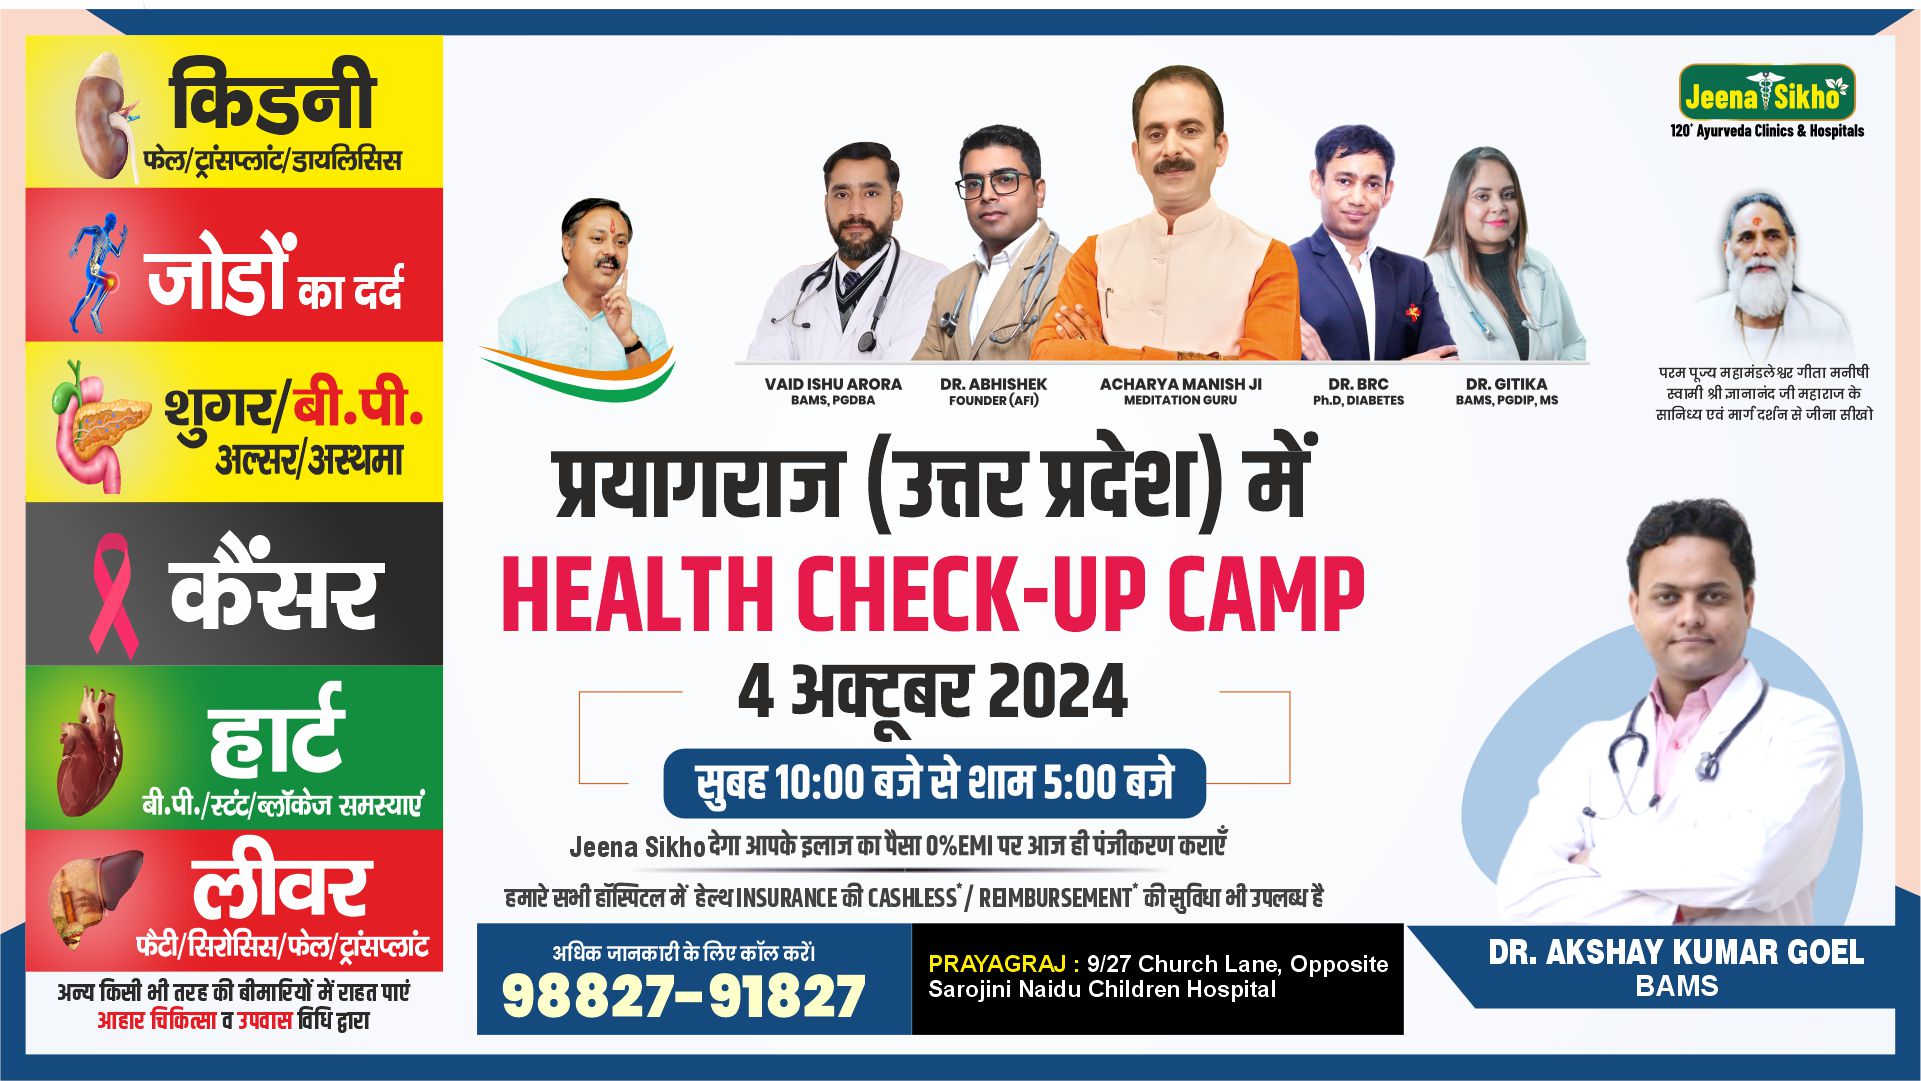 किडनी
फेल/ट्रांसप्लांट/डायलिसिस
जोडों का दर्द
शुगर/बी.पी.
अल्सर/अस्थमा
कैंसर
हार्ट
बी.पी./स्टंट/ब्लॉकेज समस्याएं
लीवर
फैटी/सिरोसिस/फेल/ट्रांसप्लांट
अन्य किसी भी तरह की बीमारियों में राहत पाएं
आहार चिकित्सा व उपवास विधि द्वारा
Jeena Sikho
120+ Ayurveda Clinics & Hospitals
VAID ISHU ARORA
BAMS, PGDBA
DR. ABHISHEK
FOUNDER (AFI)
ACHARYA MANISH JI
MEDITATION GURU
DR. BRC
Ph.D, DIABETES
DR. GITIKA
BAMS, PGDIP, MS
परम पूज्य महामंडलेश्वर गीता मनीषी
स्वामी श्री ज्ञानानंद जी महाराज के
सानिध्य एवं मार्ग दर्शन से जीना सीखो
प्रयागराज (उत्तर प्रदेश) में
HEALTH CHECK-UP CAMP
4 अक्टूबर 2024
सुबह 10:00 बजे से शाम 5:00 बजे
Jeena Sikho देगा आपके इलाज का पैसा 0%EMI पर आज ही पंजीकरण कराएँ
हमारे सभी हॉस्पिटल में हेल्थ INSURANCE की CASHLESS* / REIMBURSEMENT* की सुविधा भी उपलब्ध है
अधिक जानकारी के लिए कॉल करें।
98827-91827
PRAYAGRAJ : 9/27 Church Lane, Opposite
Sarojini Naidu Children Hospital
DR. AKSHAY KUMAR GOEL
BAMS